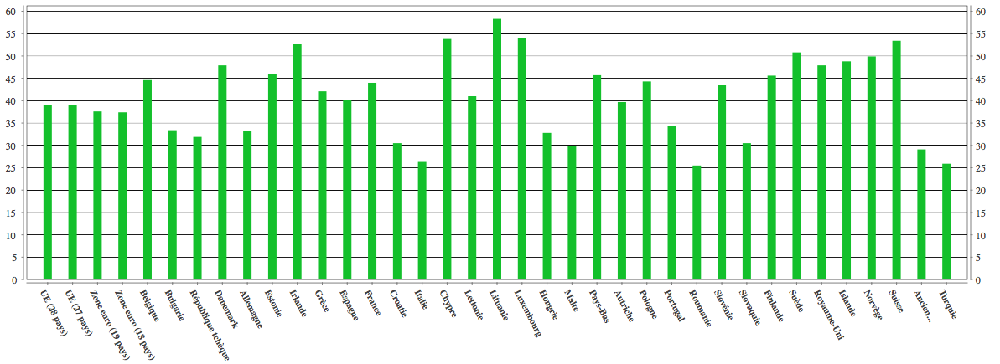 60
55
50
45
40
35
30
25
20
15
10
5
0
60
55
50
45
40
35
30
25
20
15
10
5
0
UE (28 pays)
UE (27 pays)
Zone euro (19 pays)
Zone euro (18 pays)
Belgique
Bulgarie
République tchèque
Danemark
Allemagne
Estonie
Irlande
Grèce
Espagne
France
Croatie
Italie
Chypre
Lettonie
Lituanie
Luxembourg
Hongrie
Malte
Pays-Bas
Autriche
Pologne
Portugal
Roumanie
Slovénie
Slovaquie
Finlande
Suède
Royaume-Uni
Islande
Norvège
Suisse
Ancien...
Turquie